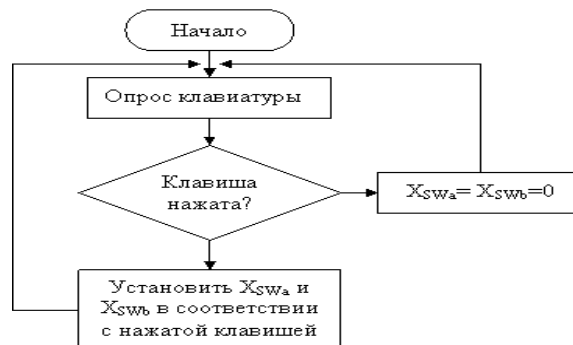 Начало
Опрос клавиатуры
Клавиша
нажата?
XSWa= XSWb=0
Установить XSWa и
XSWb в соответствии
с нажатой клавишей